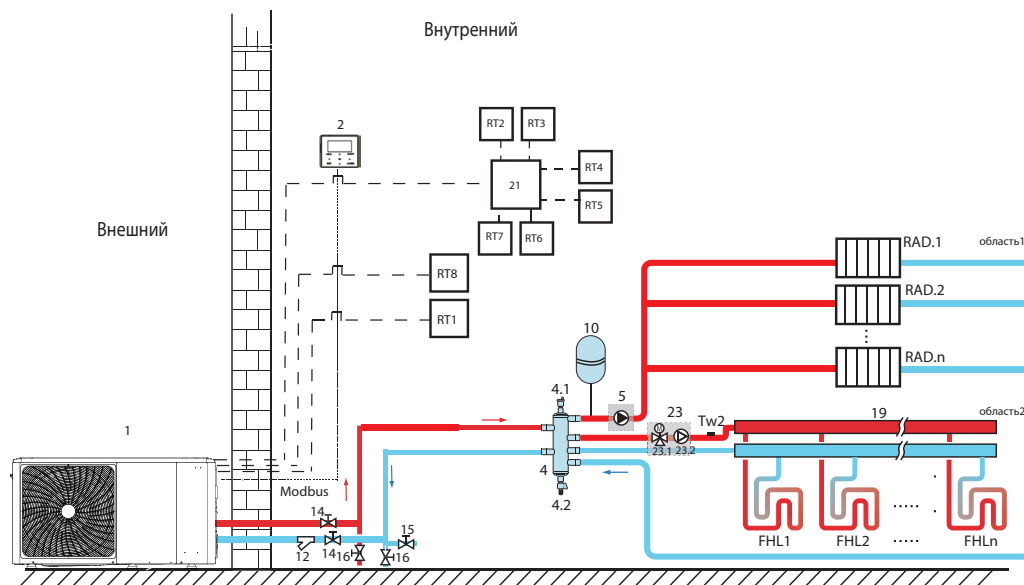 Внутренний
Внешний
2
RT2
RT3
RT4
21
RT5
RT7
RT6
RT8
RT1
RAD.1
область1
RAD.2
RAD.n
10
4.1
5
23
Tw2
19
область2
M
23.1
23.2
4
4.2
1
Modbus
14
15
12
14
16
16
FHL1
FHL2
FHLn